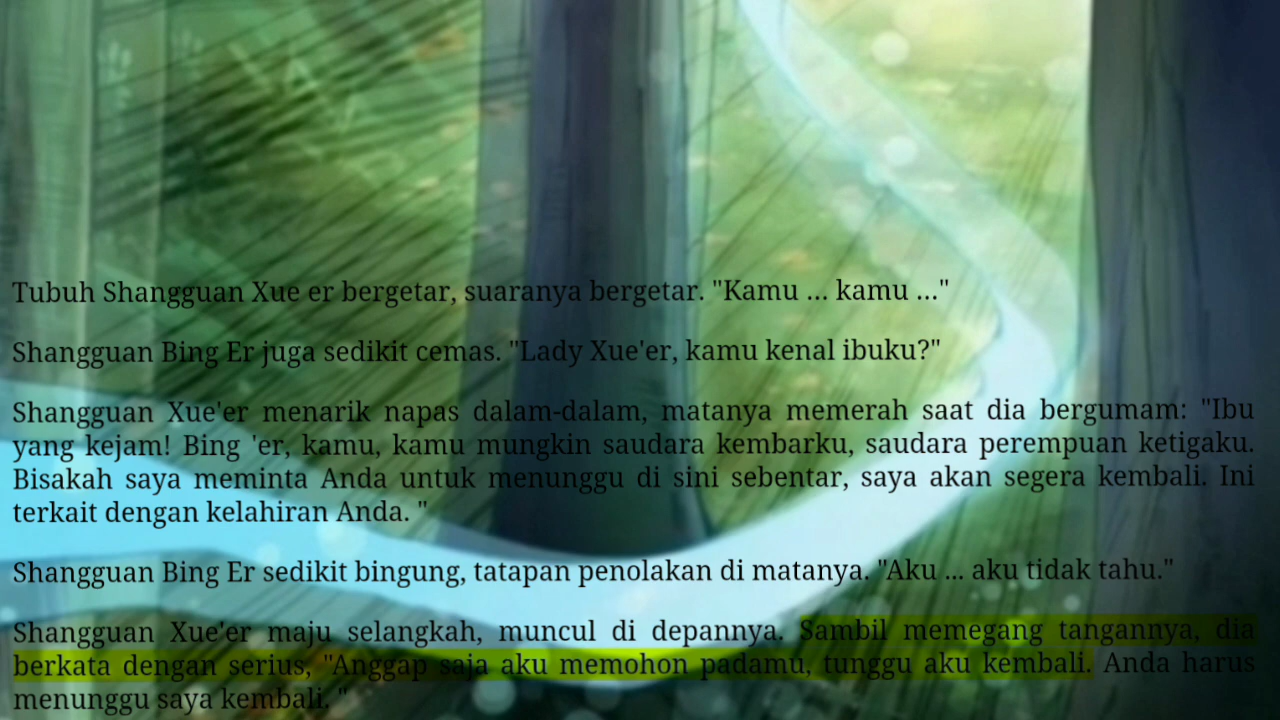 Tubuh Shangguan Xue er bergetar, suaranya bergetar. "Kamu ... kamu ..."
Shangguan Bing Er juga sedikit cemas. "Lady Xue'er, kamu kenal ibuku?"
Shangguan Xue'er menarik napas dalam-dalam, matanya memerah saat dia bergumam: "Ibu
yang kejam! Bing 'er, kamu, kamu mungkin saudara kembarku, saudara perempuan ketigaku.
Bisakah saya meminta Anda untuk menunggu di sini sebentar, saya akan segera kembali. Ini
terkait dengan kelahiran Anda. "
Shangguan Bing Er sedikit bingung, tatapan penolakan di matanya. "Aku ... aku tidak tahu."
Shangguan Xue'er maju selangkah, muncul di depannya. Sambil memegang tangannya, dia
berkata dengan serius, "Anggap saja aku memohon padamu, tunggu aku kembali. Anda harus
menunggu saya kembali. "